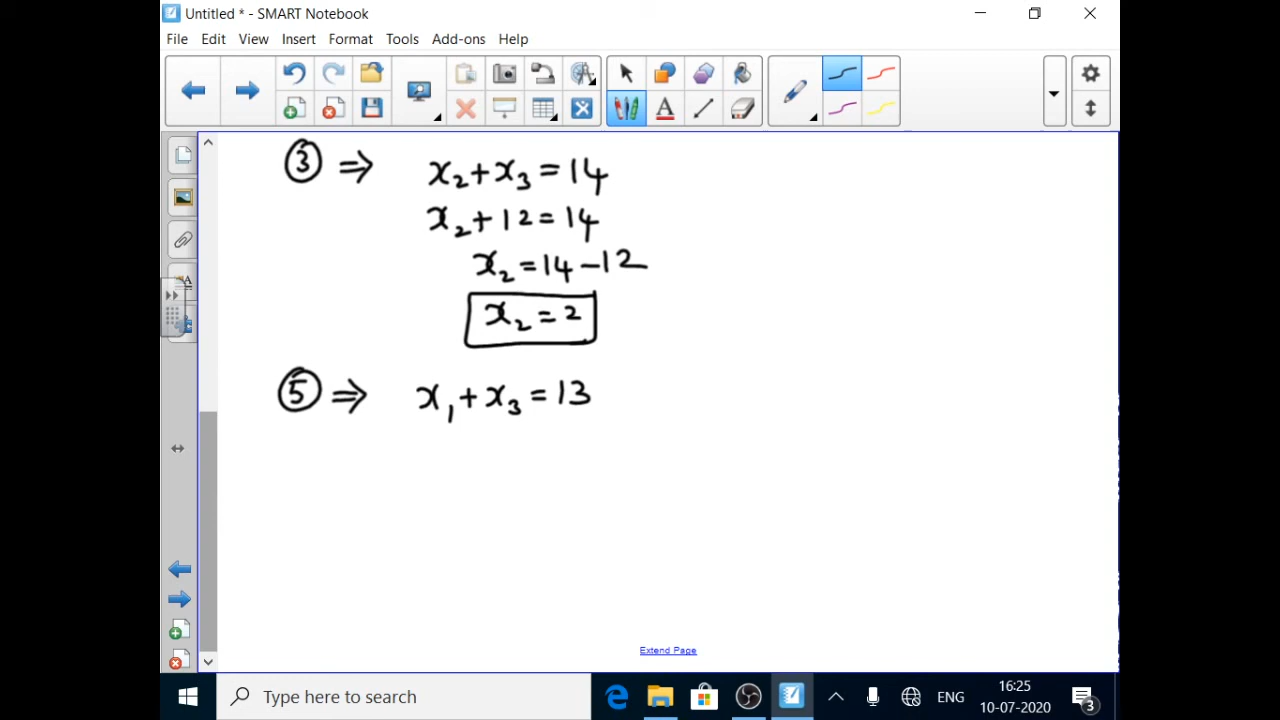 Untitled * - SMART Notebook
File Edit View Insert Format Tools Add-ons Help
③ ⇒ x₂ + x₃ = 14
x₂ + 12 = 14
x₂ = 14 - 12
x₂ = 2
⑤ ⇒ x₁ + x₃ = 13
Extend Page
Type here to search
ENG
16:25
10-07-2020
3